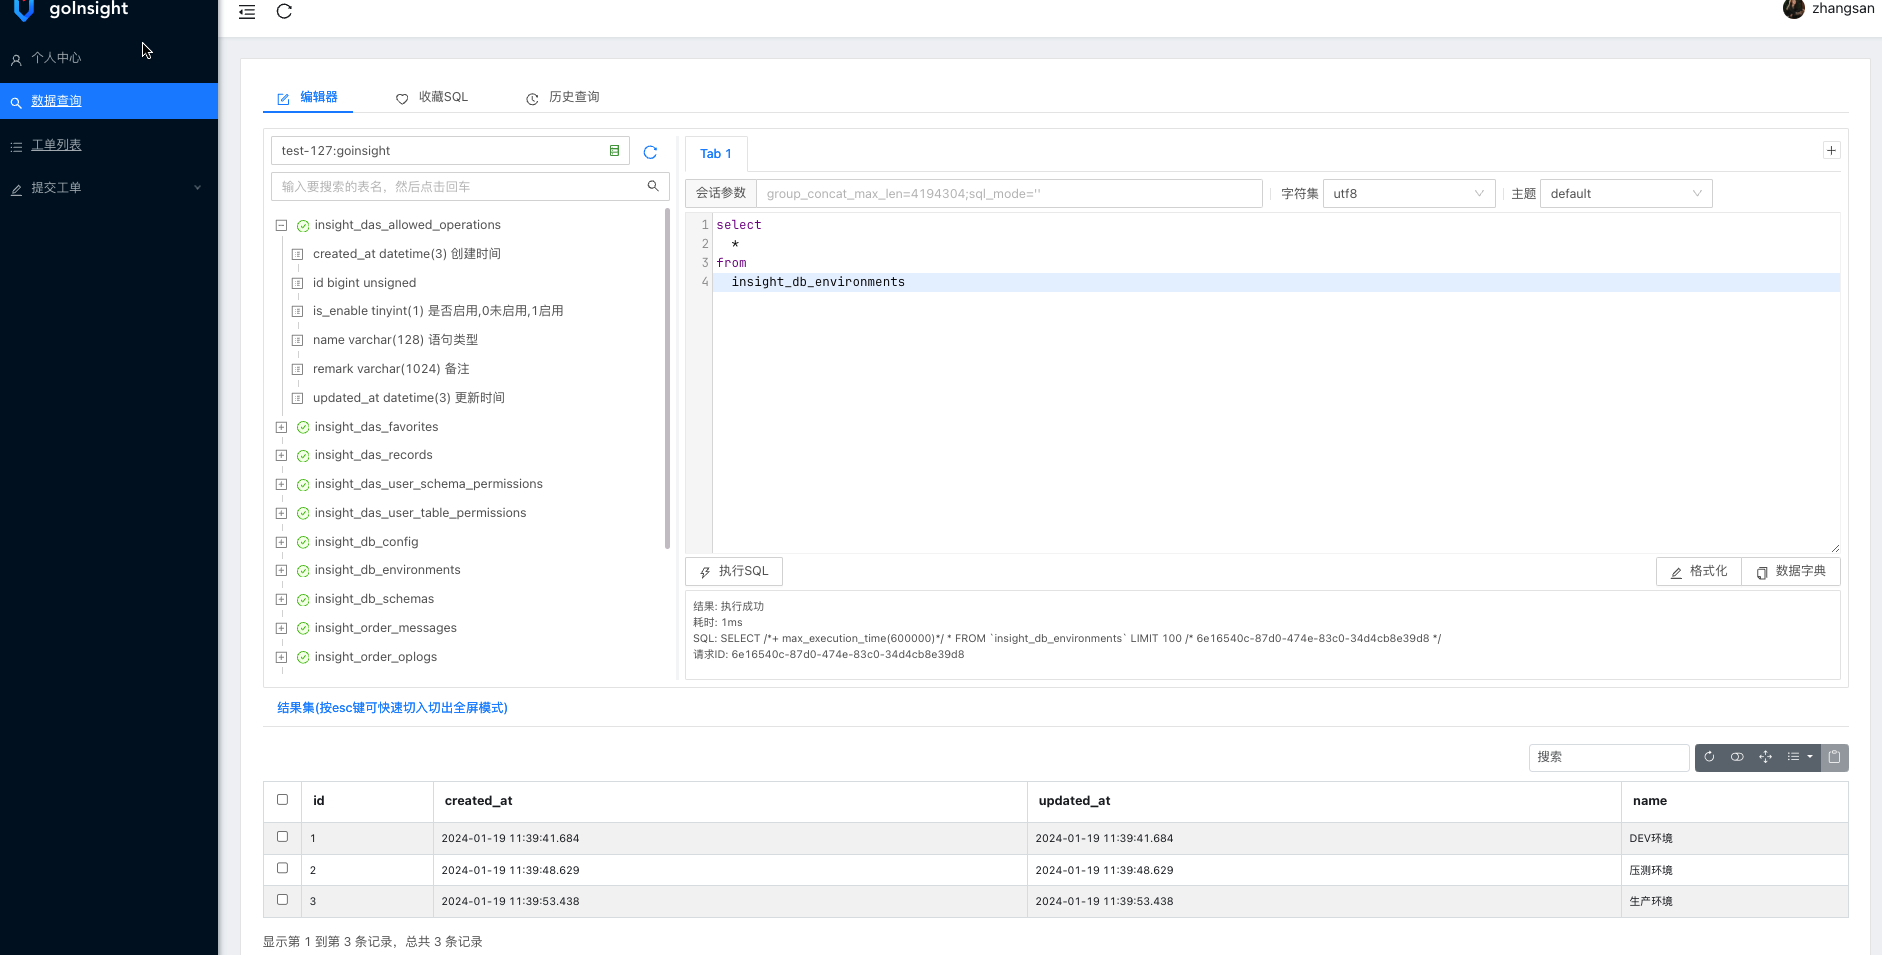 goInsight
zhangsan
个人中心
数据查询
工单列表
提交工单
编辑器
收藏SQL
历史查询
test-127:goinsight
输入要搜索的表名，然后点击回车
insight_das_allowed_operations
created_at datetime(3) 创建时间
id bigint unsigned
is_enable tinyint(1) 是否启用,0未启用,1启用
name varchar(128) 语句类型
remark varchar(1024) 备注
updated_at datetime(3) 更新时间
insight_das_favorites
insight_das_records
insight_das_user_schema_permissions
insight_das_user_table_permissions
insight_db_config
insight_db_environments
insight_db_schemas
insight_order_messages
insight_order_oplogs
Tab 1
会话参数 group_concat_max_len=4194304;sql_mode='' 字符集 utf8 主题 default
1 select
2 *
3 from
4 insight_db_environments
执行SQL 格式化 数据字典
结果: 执行成功
耗时: 1ms
SQL: SELECT /*+ max_execution_time(600000)*/ * FROM `insight_db_environments` LIMIT 100 /* 6e16540c-87d0-474e-83c0-34d4cb8e39d8 */
请求ID: 6e16540c-87d0-474e-83c0-34d4cb8e39d8
结果集(按esc键可快速切入切出全屏模式)
搜索
id created_at updated_at name
1 2024-01-19 11:39:41.684 2024-01-19 11:39:41.684 DEV环境
2 2024-01-19 11:39:48.629 2024-01-19 11:39:48.629 压测环境
3 2024-01-19 11:39:53.438 2024-01-19 11:39:53.438 生产环境
显示第 1 到第 3 条记录，总共 3 条记录